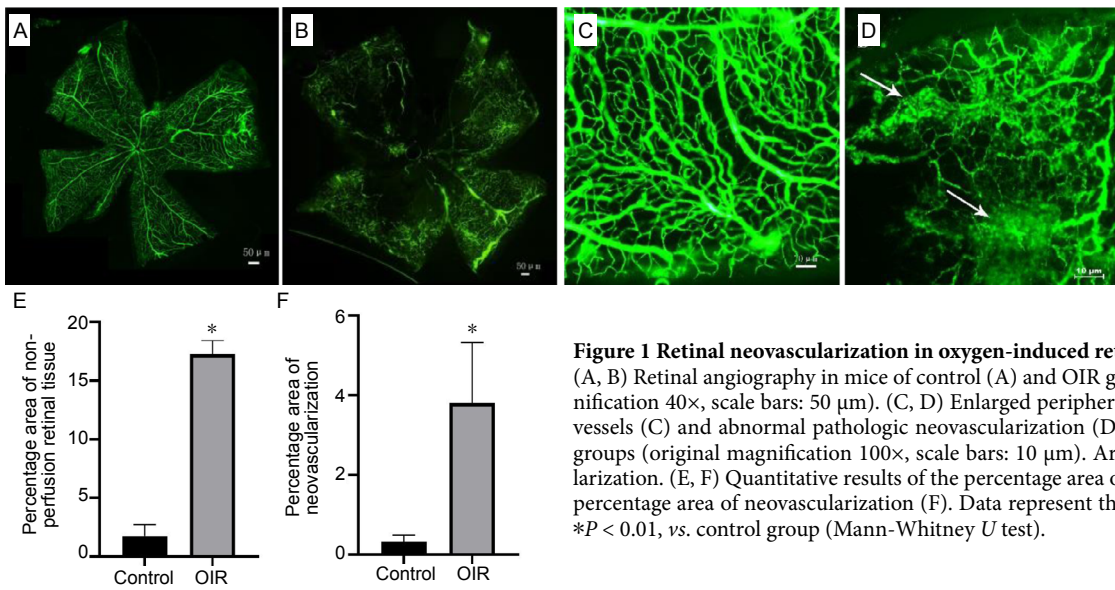 A
B
C
D
50 μm
50 μm
10 μm
E
F
Percentage area of non-
perfusion retinal tissue
20
15
10
5
0
*
Control
OIR
Percentage area of
neovascularization
6
4
2
0
*
Control
OIR
Figure 1 Retinal neovascularization in oxygen-induced re
(A, B) Retinal angiography in mice of control (A) and OIR g
nification 40×, scale bars: 50 μm). (C, D) Enlarged peripher
vessels (C) and abnormal pathologic neovascularization (D
groups (original magnification 100×, scale bars: 10 μm). Ar
larization. (E, F) Quantitative results of the percentage area o
percentage area of neovascularization (F). Data represent th
*P < 0.01, vs. control group (Mann-Whitney U test).